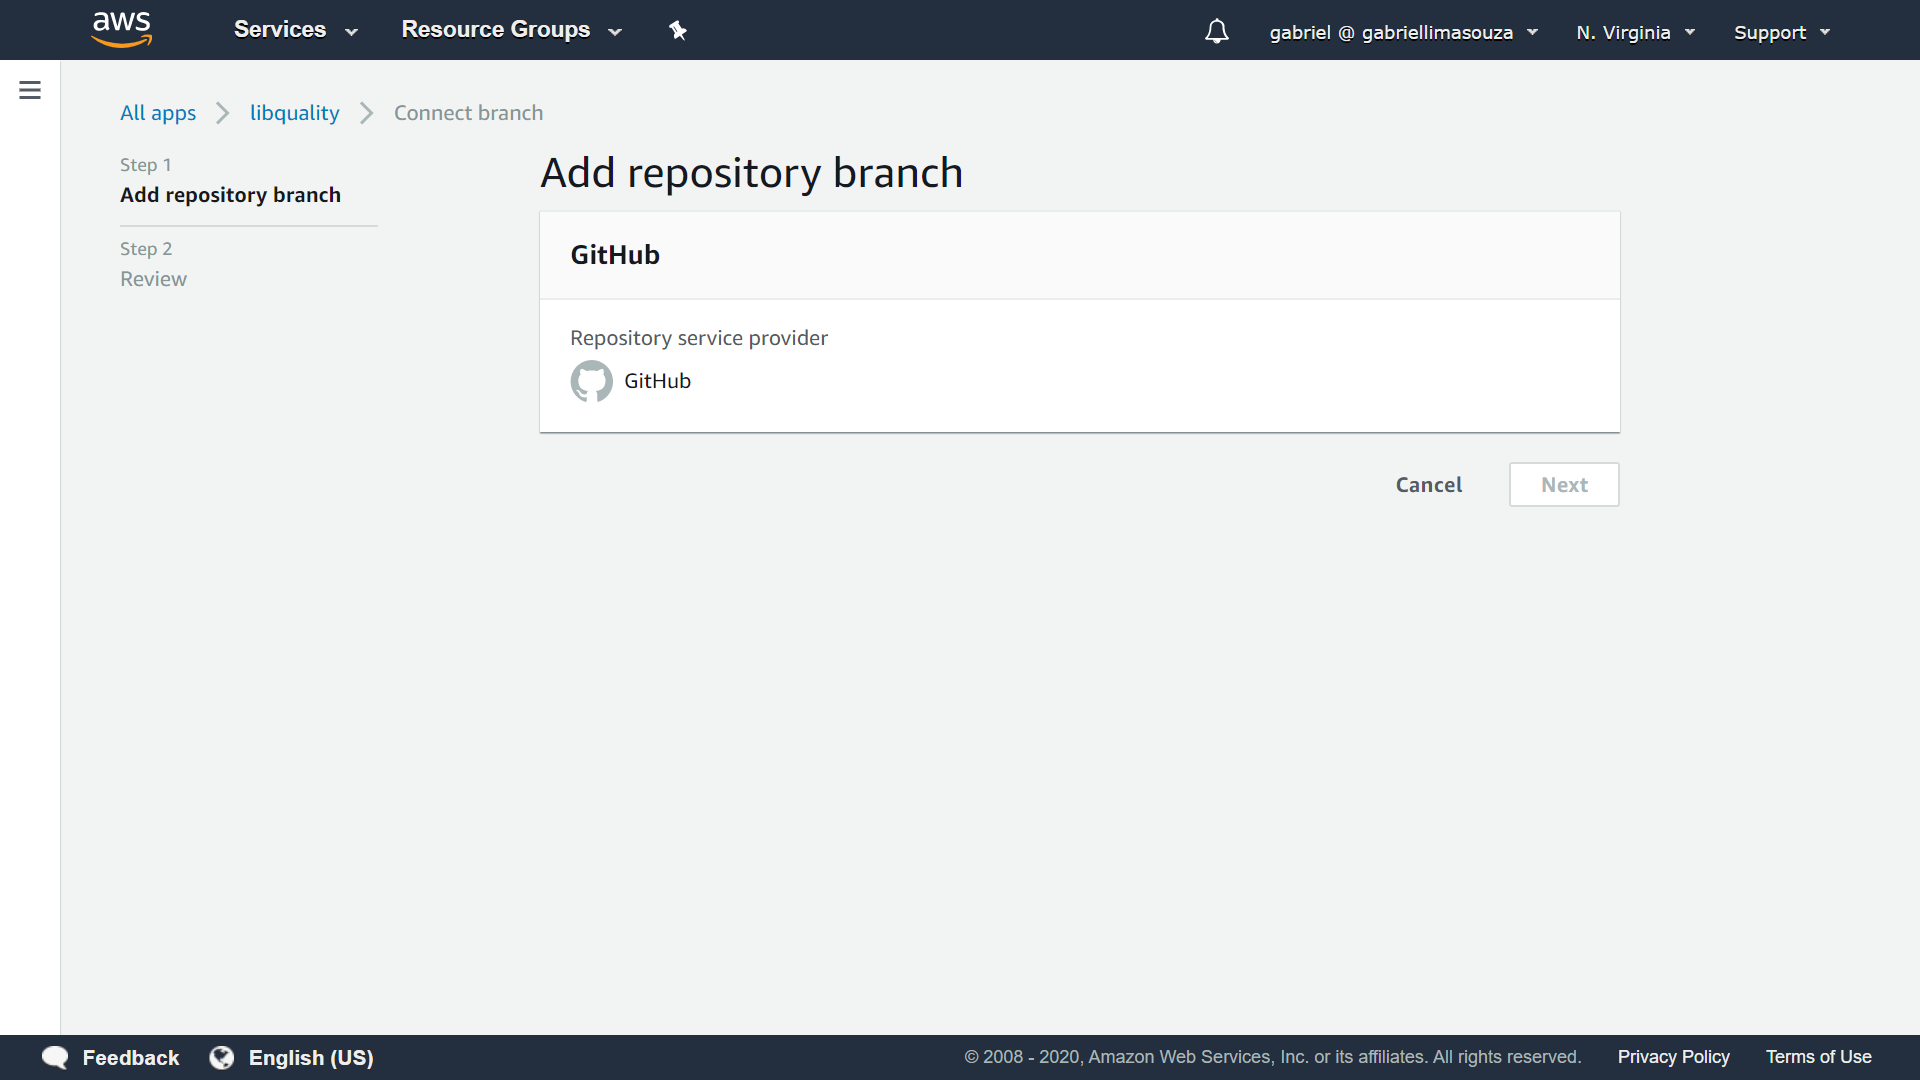 aws
Services
Resource Groups
gabriel @ gabriellimasouza
N. Virginia
Support
All apps
libquality
Connect branch
Step 1
Add repository branch
Step 2
Review
Add repository branch
GitHub
Repository service provider
GitHub
Cancel
Next
Feedback
English (US)
© 2008 - 2020, Amazon Web Services, Inc. or its affiliates. All rights reserved.
Privacy Policy
Terms of Use